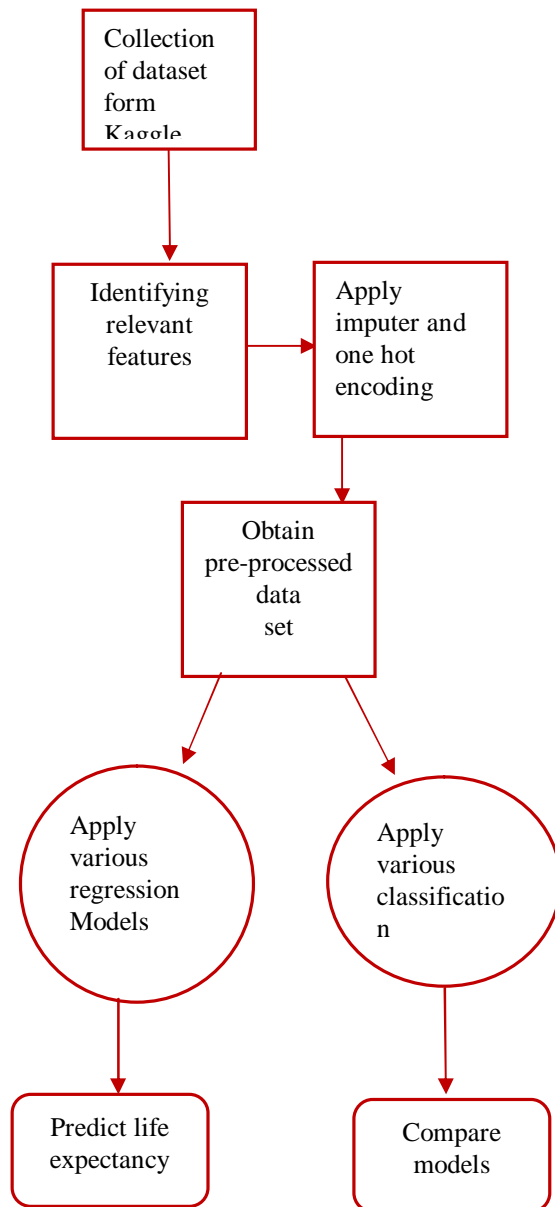 Collection
of dataset
form
Kaggle
Identifying
relevant
features
Apply
imputer and
one hot
encoding
Obtain
pre-processed
data
set
Apply
various
regression
Models
Apply
various
classificatio
n
Predict life
expectancy
Compare
models